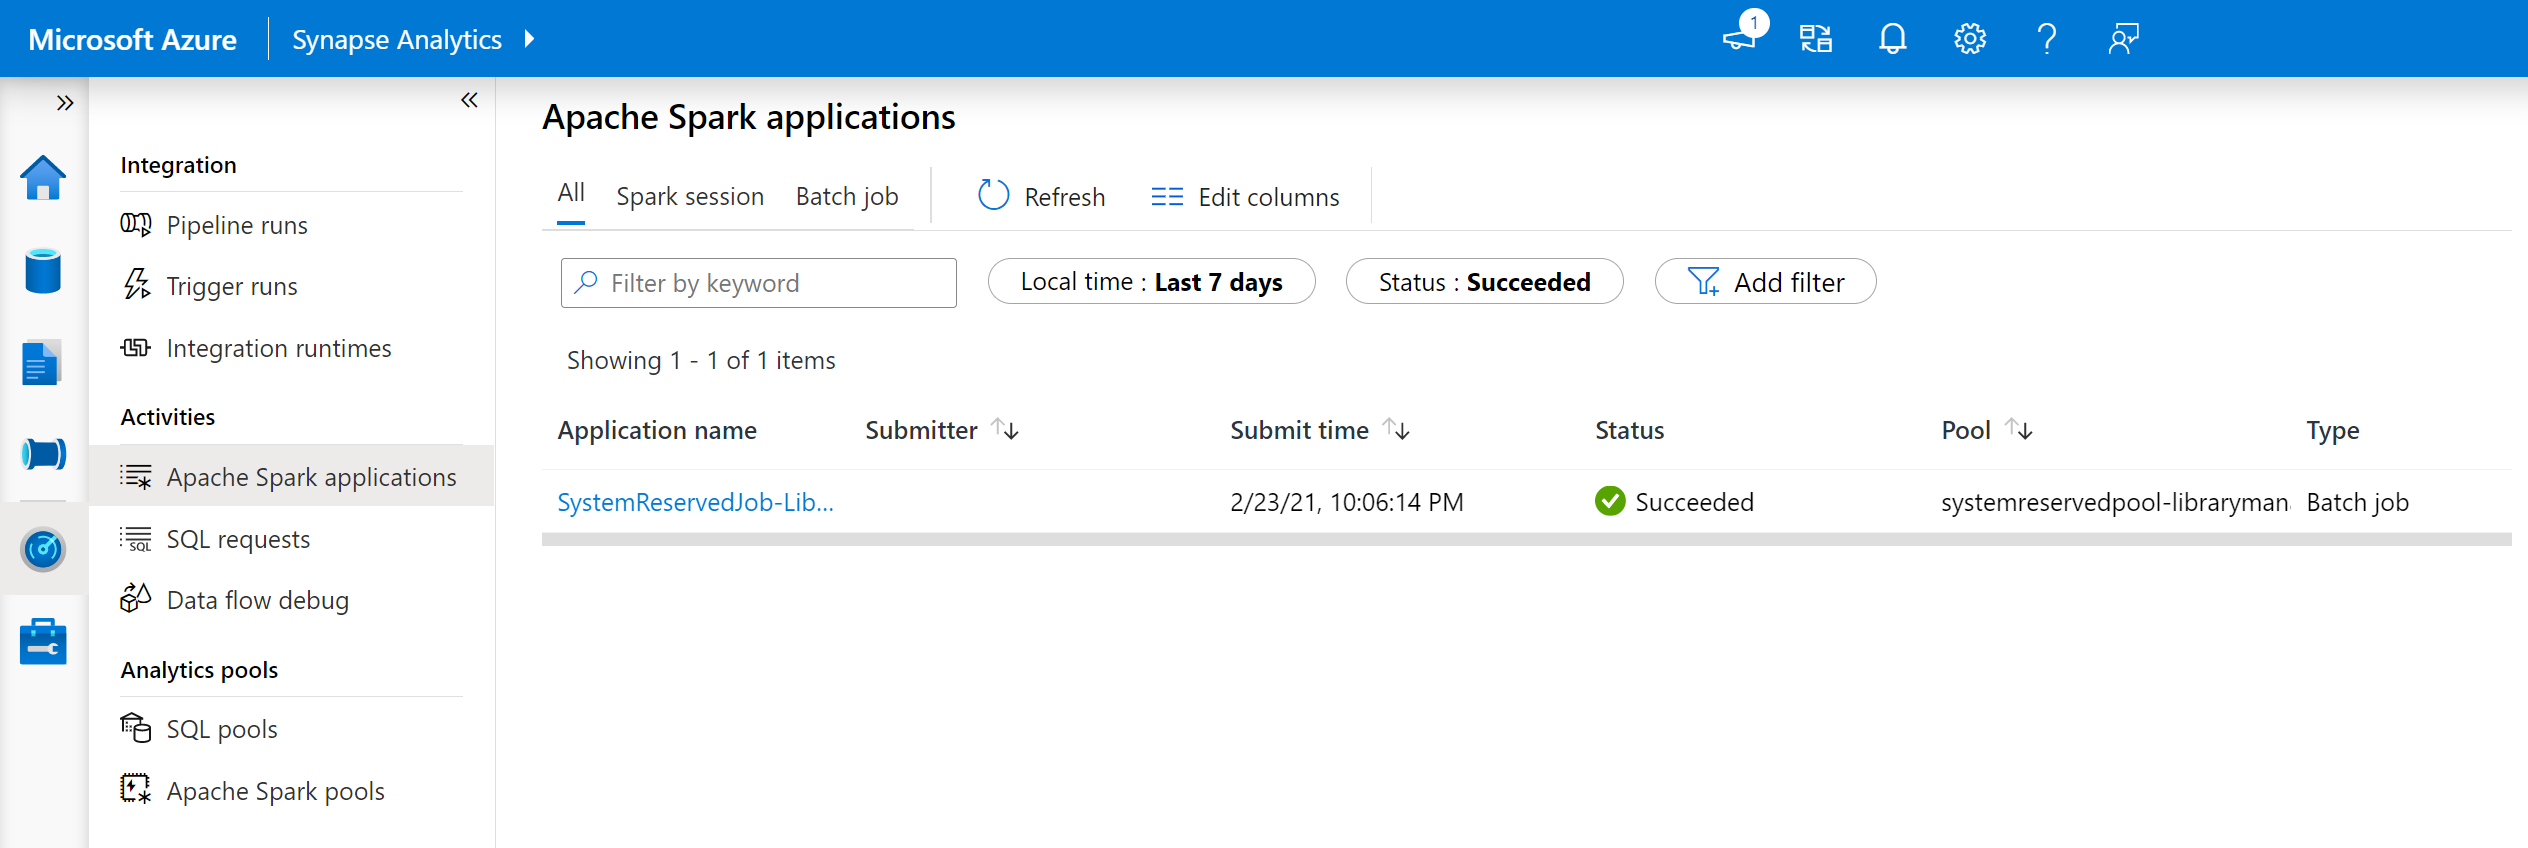 Microsoft Azure
Synapse Analytics
1
Integration
Pipeline runs
Trigger runs
Integration runtimes
Activities
Apache Spark applications
SQL requests
SQL
Data flow debug
Analytics pools
SQL pools
Apache Spark pools
Apache Spark applications
All Spark session Batch job Refresh Edit columns
Filter by keyword Local time : Last 7 days Status : Succeeded Add filter
Showing 1 - 1 of 1 items
Application name Submitter Submit time Status Pool Type
SystemReservedJob-Lib... 2/23/21, 10:06:14 PM Succeeded systemreservedpool-libraryman Batch job